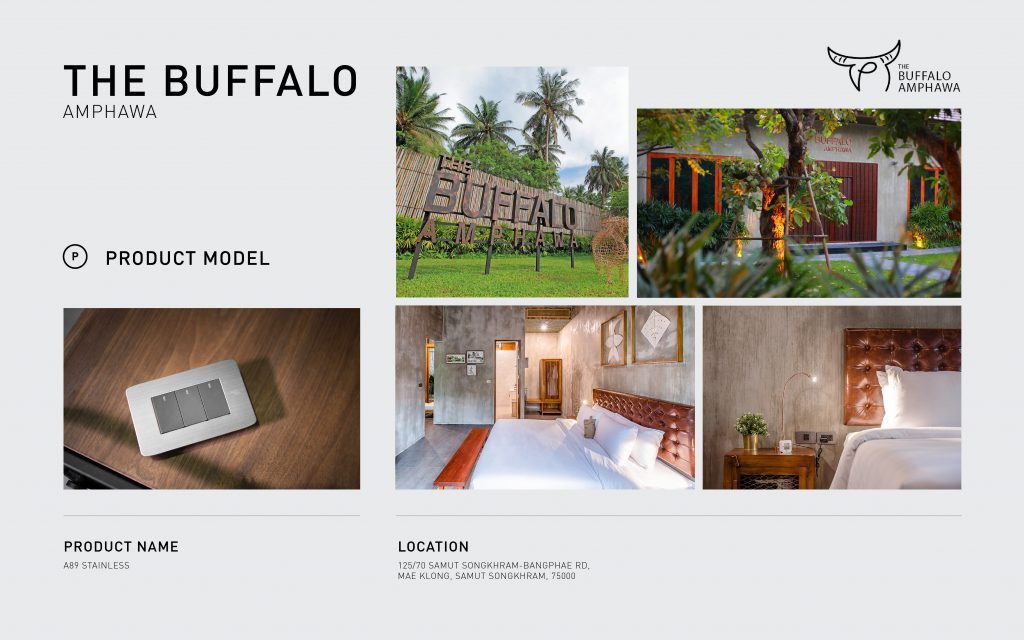 THE BUFFALO
AMPHAWA
THE
BUFFALO
AMPHAWA
THE
BUFFALO
AMPHAWA
BUFFALO
AMPHAWA
P
PRODUCT MODEL
PRODUCT NAME
A89 STAINLESS
LOCATION
125/70 SAMUT SONGKHRAM-BANGPHAE RD,
MAE KLONG, SAMUT SONGKHRAM, 75000